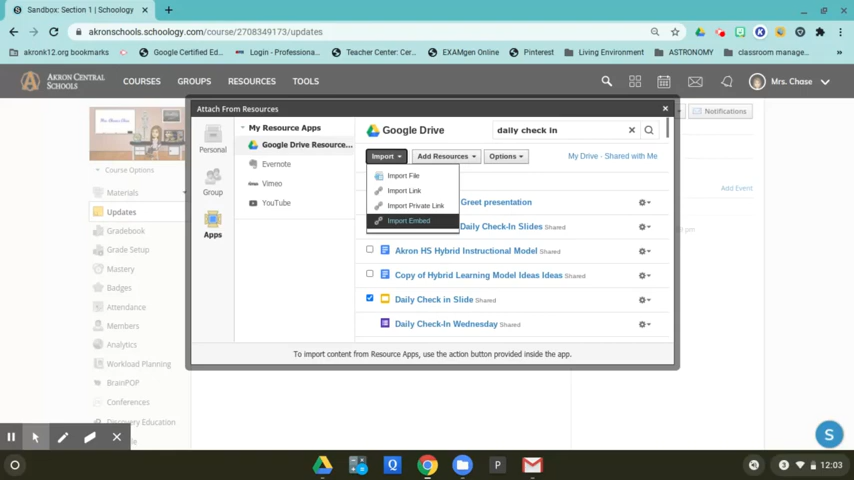 Sandbox: Section 1 | Schoology
akronschools.schoology.com/course/2708349173/updates
akronk12.org bookmarks
Google Certified Ed...
Login - Professiona...
Teacher Center: Cer...
EXAMgen Online
Pinterest
Living Environment
ASTRONOMY
classroom manage...
AKRON CENTRAL
SCHOOLS
COURSES
GROUPS
RESOURCES
TOOLS
Mrs. Chase
Attach From Resources
Notifications
Add Event
Course Options
Materials
Updates
Gradebook
Grade Setup
Mastery
Badges
Attendance
Members
Analytics
Workload Planning
BrainPOP
Conferences
Discovery Education
Personal
Group
Apps
My Resource Apps
Google Drive Resource...
Evernote
Vimeo
YouTube
Google Drive
daily check in
Import
Add Resources
Options
My Drive - Shared with Me
Import File
Import Link
Import Private Link
Import Embed
Greet presentation
Daily Check-In Slides Shared
Akron HS Hybrid Instructional Model Shared
Copy of Hybrid Learning Model Ideas Ideas Shared
Daily Check in Slide Shared
Daily Check-In Wednesday Shared
To import content from Resource Apps, use the action button provided inside the app.
S
Q
P
3
12:03